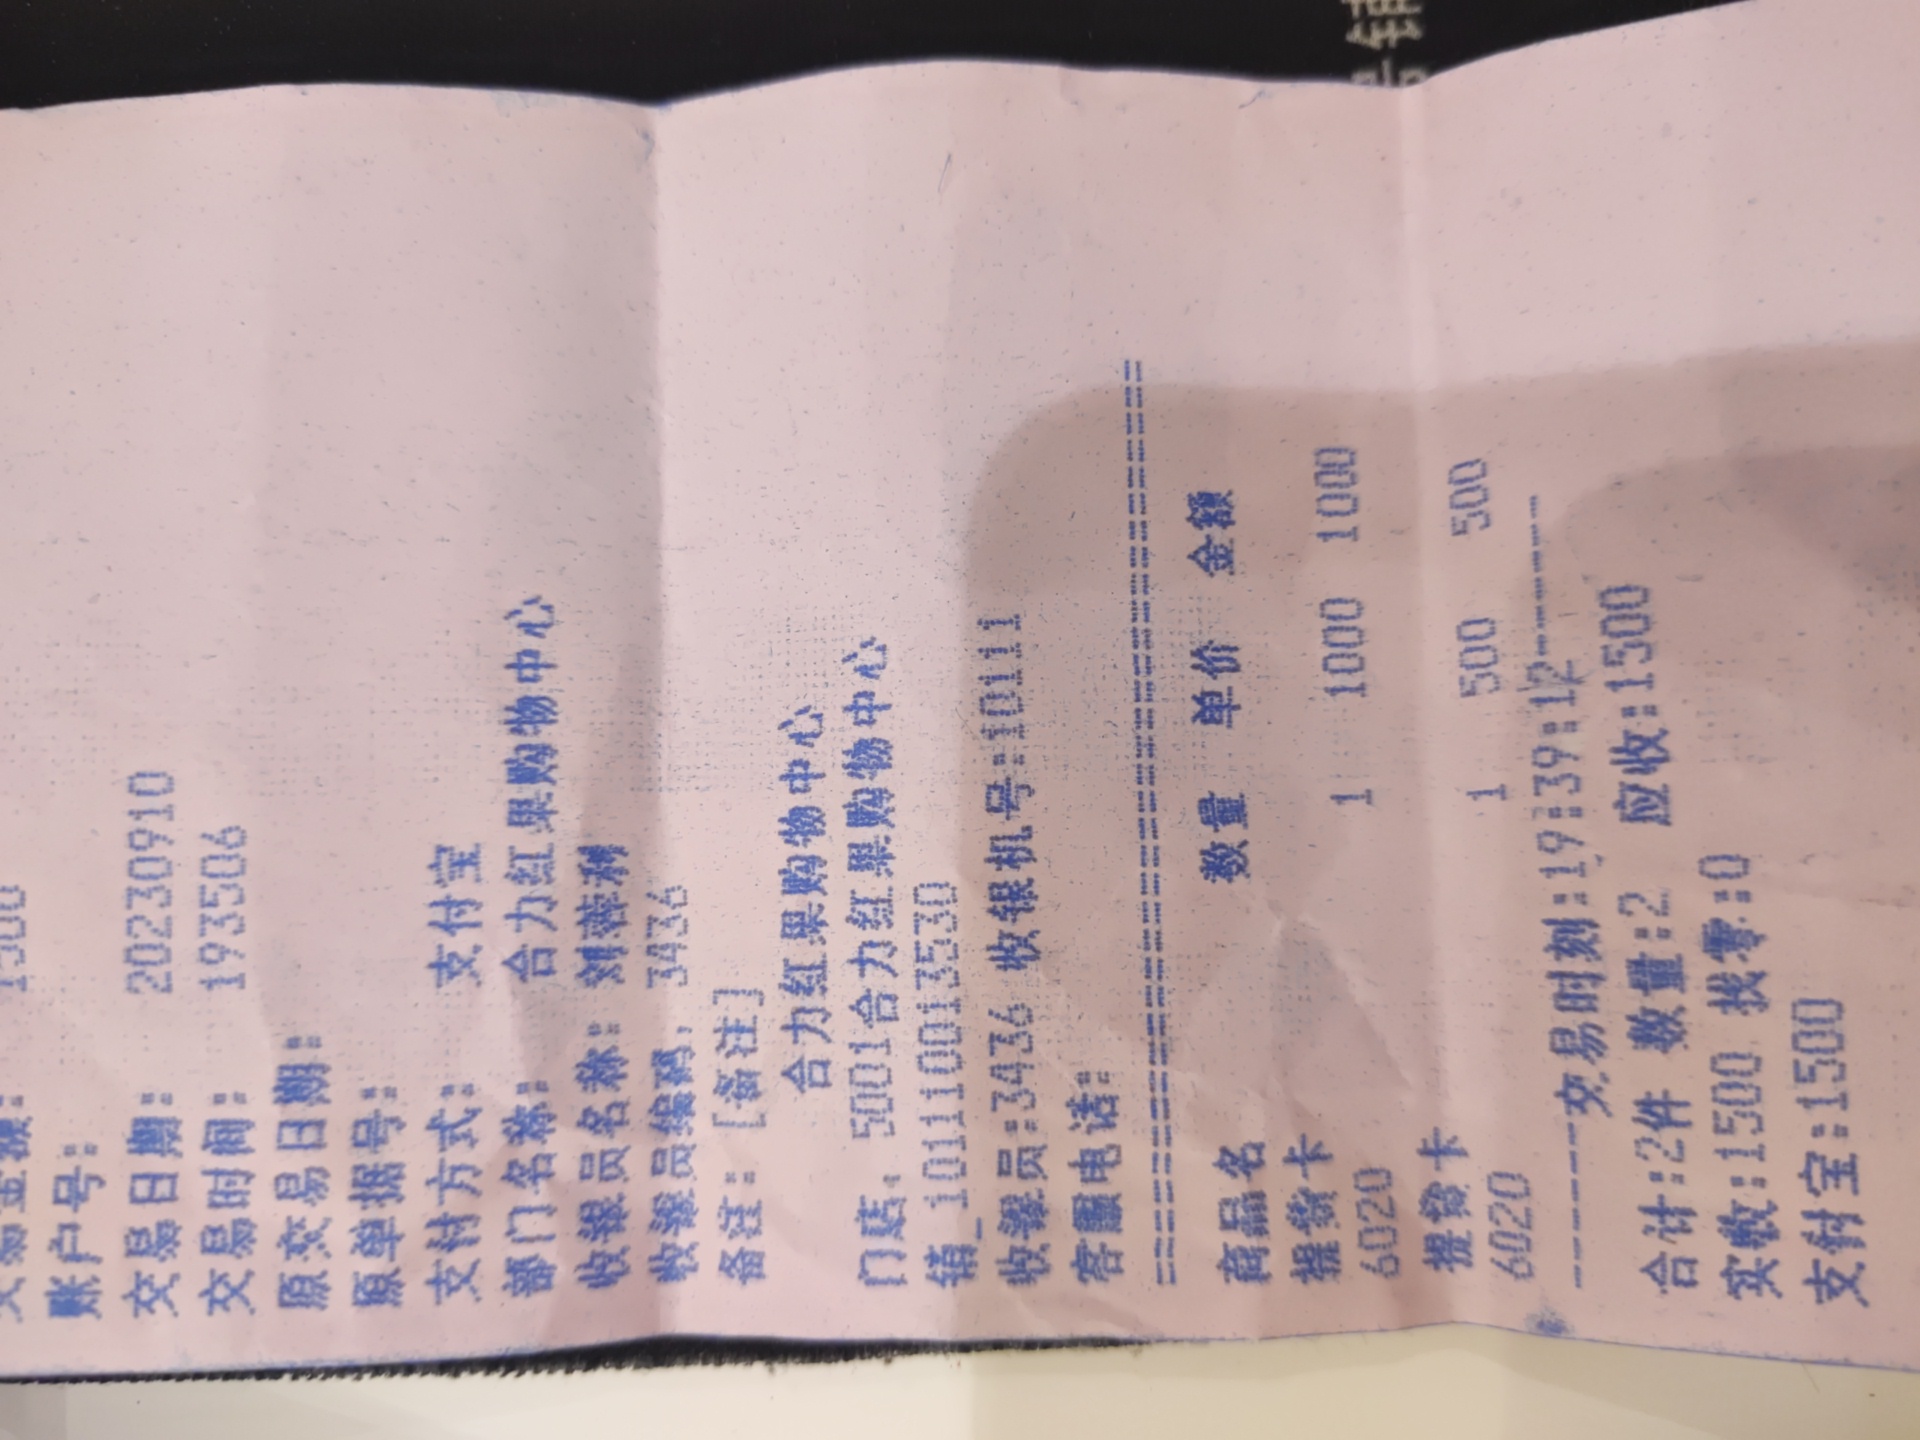 交易金额: 1500
账户号:
交易日期: 20230910
交易时间: 193506
原交易日期:
原单据号:
支付方式: 支付宝
部门名称: 合力红果购物中心
收银员名称:
收银员编码: 3436
备注: [备注]
合力红果购物中心
门店: 5001合力红果购物中心
销_1011110013530
收银员:3436 收银机号:10111
客服电话:
================================
商品名 数量 单价 金额
提货卡 1 1000 1000
6020
提货卡 1 500 500
6020
-------交易时刻:19:39:12-------
合计:2件 数量:2 应收:1500
实收:1500 找零:0
支付宝:1500